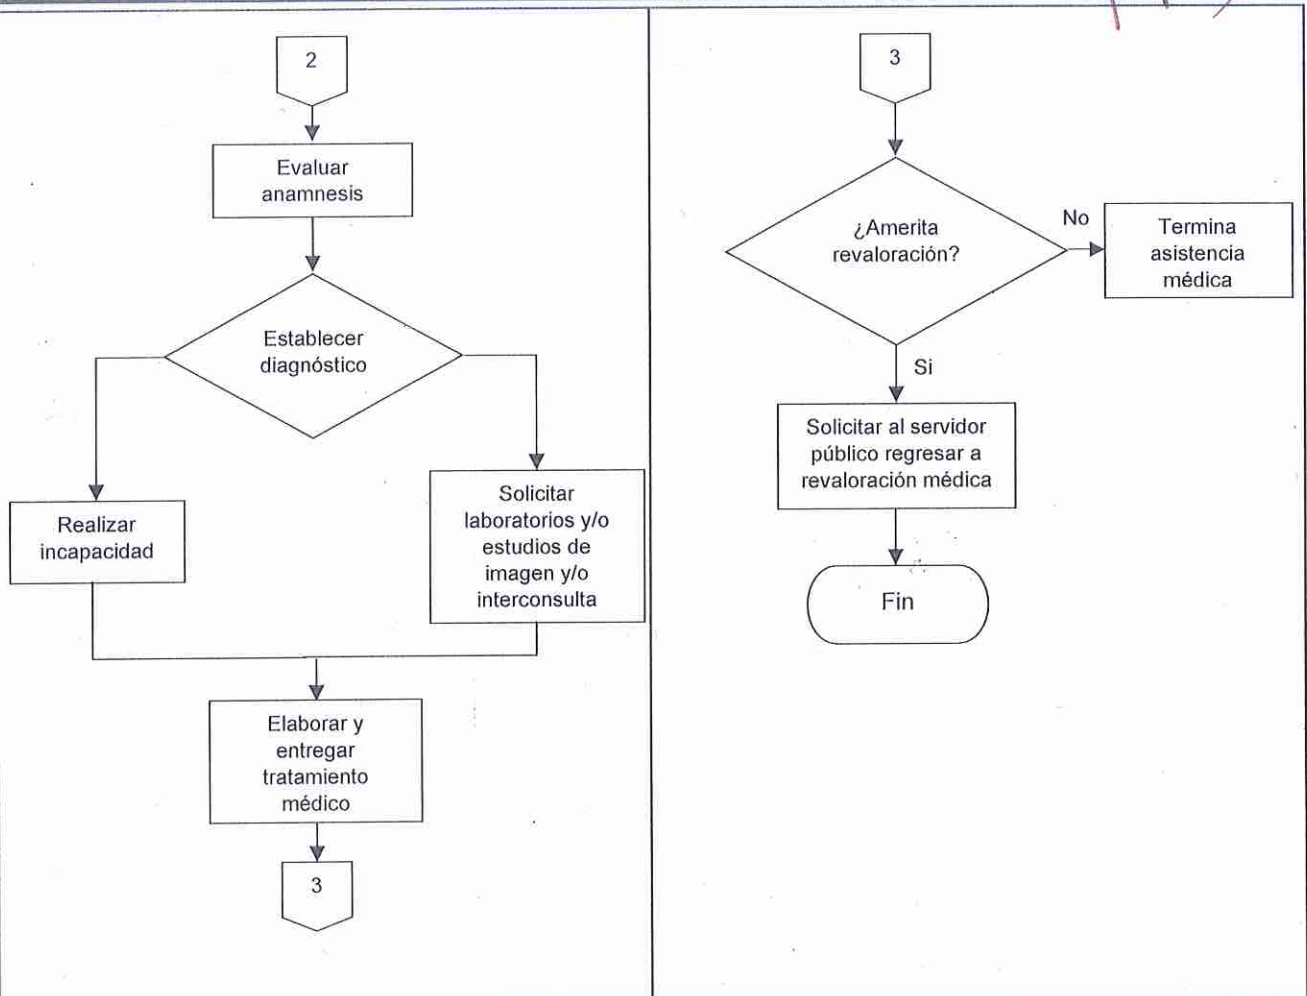 2
Evaluar
anamnesis
Establecer
diagnóstico
Realizar
incapacidad
Solicitar
laboratorios y/o
estudios de
imagen y/o
interconsulta
Elaborar y
entregar
tratamiento
médico
3
3
¿Amerita
revaloración?
No
Termina
asistencia
médica
Si
Solicitar al servidor
público regresar a
revaloración médica
Fin